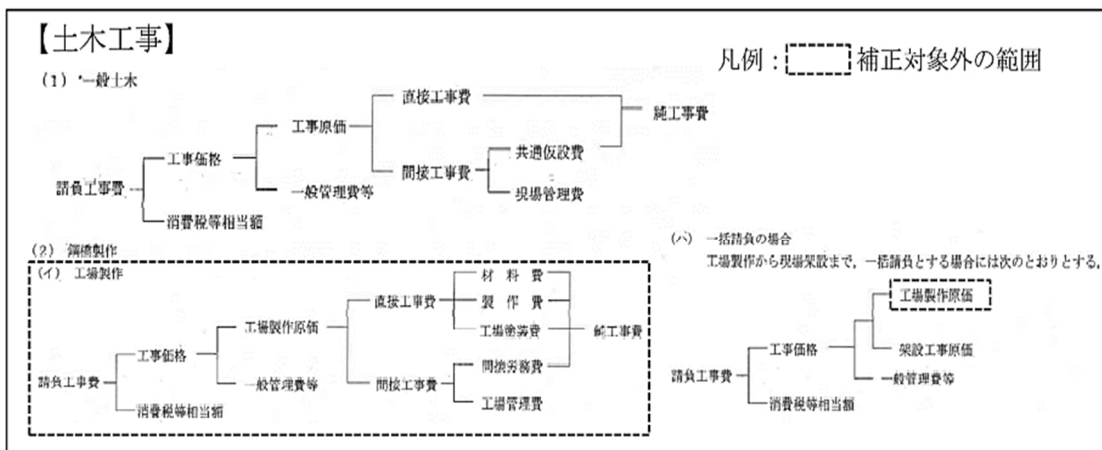 【土木工事】
凡例：補正対象外の範囲
(1) 一般土木
直接工事費
純工事費
工事原価
共通仮設費
工事価格
間接工事費
請負工事費
一般管理費等
現場管理費
消費税等相当額
(2) 鋼橋製作
(イ) 工場製作
材料費
直接工事費
製作費
工場製作原価
工場塗装費
純工事費
工事価格
間接労務費
請負工事費
一般管理費等
間接工事費
工場管理費
消費税等相当額
(ハ) 一括請負の場合
工場製作から現場架設まで，一括請負とする場合には次のとおりとする．
工場製作原価
工事価格
架設工事原価
請負工事費
一般管理費等
消費税等相当額